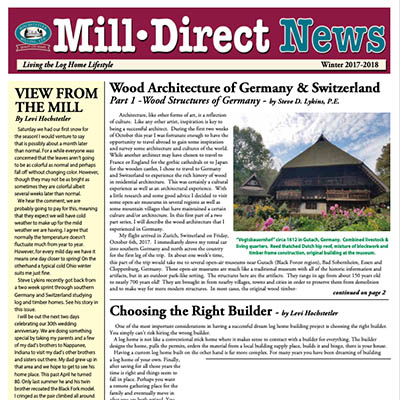 Mill•Direct News
Living the Log Home Lifestyle
Winter 2017-2018
VIEW FROM
THE MILL
By Levi Hochstetler
Saturday we had our first snow for
the season! I would venture to say
that is possibly about a month later
than normal. For a while everyone was
concerned that the leaves aren't going
to be as colorful as normal and perhaps
fall off without changing color. However,
though they may not be as bright as
sometimes they are colorful albeit
several weeks later than normal.
We hear the comment, we are
probably going to pay for this, meaning
that they expect we will have cold
weather to make up for the mild
weather we are having. I agree that
normally the temperature doesn't
fluctuate much from year to year.
However, for every mild day we have it
means one day closer to spring! On the
otherhand a typical cold Ohio winter
suits me just fine.
Steve Lykins recently got back from
a two week sprint through southern
Germany and Switzerland studying
log and timber homes. See his story in
this issue.
I will be out the next two days
celebrating our 30th wedding
anniversary. We are doing something
special by taking my parents and a few
of my dad's brothers to Nappanee,
Indiana to visit my dad's other brothers
and sisters out there. My dad grew up in
that area and we hope to get to see his
home place. This past April he turned
80. Only last summer he and his twin
brother recoated the Black Fork model.
I cringed as the pair climbed all around
Wood Architecture of Germany & Switzerland
Part 1 -Wood Structures of Germany - by Steve D. Lykins, P.E.
Architecture, like other forms of art, is a reflection
of culture. Like any other artist, inspiration is key to
being a successful architect. During the first two weeks
of October this year I was fortunate enough to have the
opportunity to travel abroad to gain some inspiration
and survey some architecture and cultures of the world.
While another architect may have chosen to travel to
France or England for the gothic cathedrals or to Japan
for the wooden castles, I chose to travel to Germany
and Switzerland to experience the rich history of wood
in residential architecture. This was certainly a cultural
experience as well as an architectural experience. With
a little research and some good advice I decided to visit
some open-air museums in several regions as well as
some mountain villages that have maintained a certain
culture and/or architecture. In this first part of a two
part series, I will describe the wood architecture that I
experienced in Germany.
My flight arrived in Zurich, Switzerland on Friday,
October 6th, 2017. I immediately drove my rental car
into southern Germany and north across the country
for the first leg of the trip. In about one week's time,
this part of the trip would take me to several open-air museums near Gutach (Black Forest region), Bad Sobernheim, Essen and
Cloppenburg, Germany. These open-air museums are much like a traditional museum with all of the historic information and
artifacts, but in an outdoor park-like setting. The structures here are the artifacts. They range in age from about 150 years old
to nearly 700 years old! They are brought in from nearby villages, towns and cities in order to preserve them from demolition
and to make way for more modern structures. In most cases, the original wood timber-
continued on page 2
"Vogtsbauernhof" circa 1612 in Gutach, Germany. Combined livestock &
living quarters. Reed thatched Dutch hip roof, mixture of blockwork and
timber frame construction, original building at the museum.
Choosing the Right Builder - by Levi Hochstetler
One of the most important considerations in having a successful dream log home building project is choosing the right builder.
You simply can't risk hiring the wrong builder.
A log home is not like a conventional stick home where it makes sense to contract with a builder for everything. The builder
designs the home, pulls the permits, orders the material from a local building supply place, builds it and bingo, there is your house.
Having a custom log home built on the other hand is far more complex. For many years you have been dreaming of building
a log home of your own. Finally,
after saving for all those years the
time is right and things seem to
fall in place. Perhaps you want
a remote gathering place for the
family and eventually move in